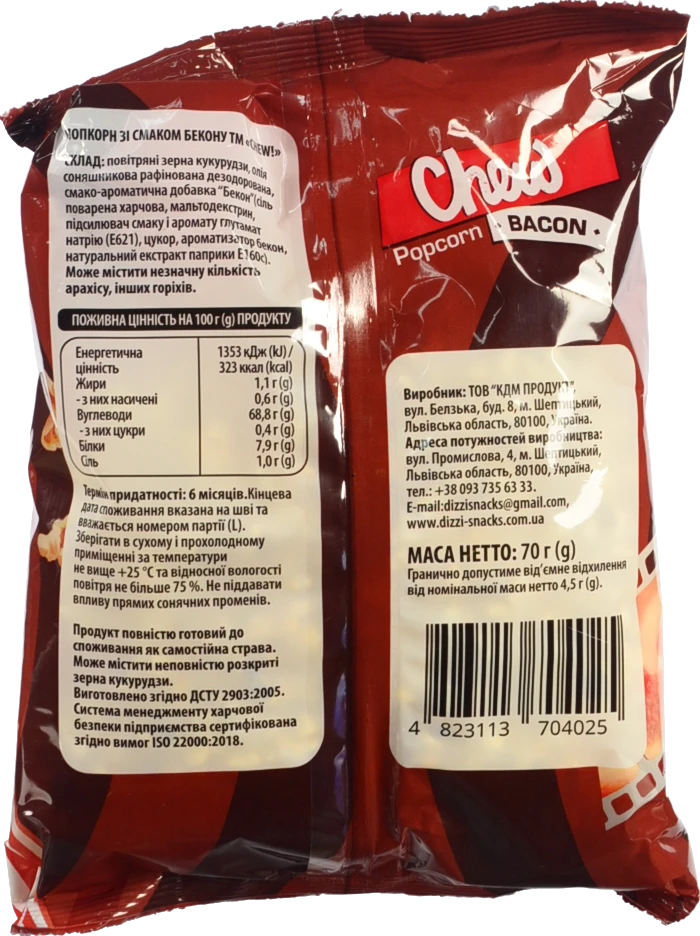 ПОПКОРН ЗІ СМАКОМ БЕКОНУ ТМ «CHEW!»
СКЛАД: повітряні зерна кукурудзи, олія
соняшникова рафінована дезодорована,
смако-ароматична добавка "Бекон"(сіль
поварена харчова, мальтодекстрин,
підсилювач смаку і аромату глутамат
натрію (Е621), цукор, ароматизатор бекон,
натуральний екстракт паприки Е160с).
Може містити незначну кількість
арахісу, інших горіхів.
ПОЖИВНА ЦІННІСТЬ НА 100 г (g) ПРОДУКТУ
Енергетична 1353 кДж (kJ) /
цінність 323 ккал (kcal)
Жири 1,1 г (g)
- з них насичені 0,6 г (g)
Вуглеводи 68,8 г (g)
- з них цукри 0,4 г (g)
Білки 7,9 г (g)
Сіль 1,0 г (g)
Термін придатності: 6 місяців. Кінцева
дата споживання вказана на шві та
вважається номером партії (L).
Зберігати в сухому і прохолодному
приміщенні за температури
не вище +25 °С та відносної вологості
повітря не більше 75 %. Не піддавати
впливу прямих сонячних променів.
Продукт повністю готовий до
споживання як самостійна страва.
Може містити неповністю розкриті
зерна кукурудзи.
Виготовлено згідно ДСТУ 2903:2005.
Система менеджменту харчової
безпеки підприємства сертифікована
згідно вимог ISO 22000:2018.
Chew
Popcorn BACON
Виробник: ТОВ "КДМ ПРОДУКТ",
вул. Белзька, буд. 8, м. Шептицький,
Львівська область, 80100, Україна.
Адреса потужностей виробництва:
вул. Промислова, 4, м. Шептицький,
Львівська область, 80100, Україна,
тел.: +38 093 735 63 33.
E-mail:dizzisnacks@gmail.com,
www.dizzi-snacks.com.ua
МАСА НЕТТО: 70 г (g)
Гранично допустиме від'ємне відхилення
від номінальної маси нетто 4,5 г (g).
4 823113 704025